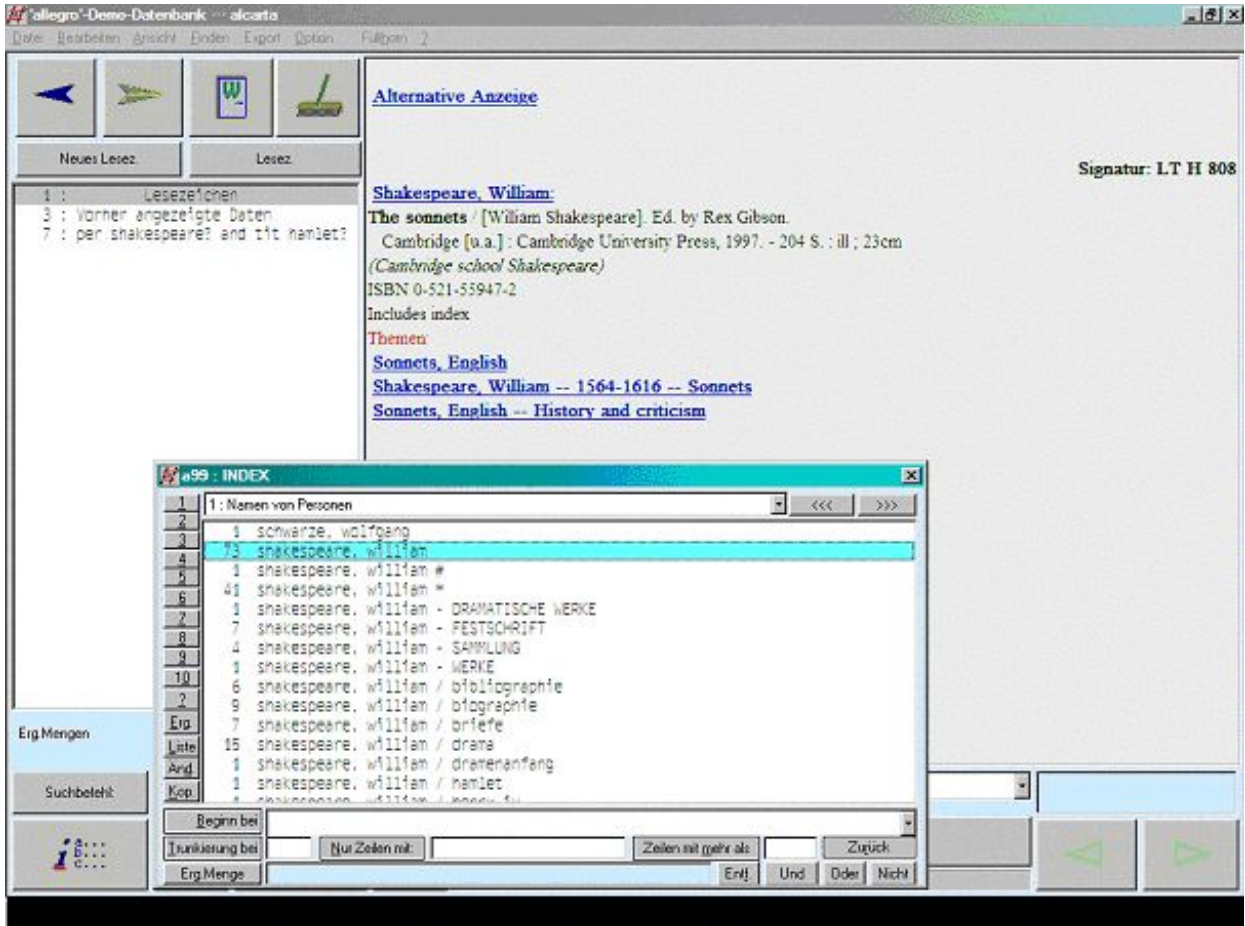 'allegro'-Demo-Datenbank -- alcarta
Datei Bearbeiten Ansicht Finden Export Option Füllhorn ?
Alternative Anzeige
Neues Lesez. Lesez.
Signatur: LT H 808
1 : Lesezeichen
3 : Vorher angezeigte Daten
7 : per shakespeare? and tit hamlet?
Shakespeare, William:
The sonnets / [William Shakespeare]. Ed. by Rex Gibson.
Cambridge [u.a.] : Cambridge University Press, 1997. - 204 S. : ill ; 23cm
(Cambridge school Shakespeare)
ISBN 0-521-55947-2
Includes index
Themen
Sonnets, English
Shakespeare, William -- 1564-1616 -- Sonnets
Sonnets, English -- History and criticism
a99 : INDEX
1 : Namen von Personen
<<< >>>
1
2
3
4
5
6
7
8
9
10
?
Erg
Liste
And
Kop.
1 schwarze, wolfgang
73 shakespeare, william
1 shakespeare, william #
41 shakespeare, william *
1 shakespeare, william - DRAMATISCHE WERKE
7 shakespeare, william - FESTSCHRIFT
4 shakespeare, william - SAMMLUNG
1 shakespeare, william - WERKE
6 shakespeare, william / bibliographie
9 shakespeare, william / biographie
7 shakespeare, william / briefe
15 shakespeare, william / drama
1 shakespeare, william / dramenanfang
1 shakespeare, william / hamlet
Erg.Mengen
Suchbefehl:
Beginn bei
Trunkierung bei Nur Zeilen mit: Zeilen mit mehr als Zurück
Erg.Menge Entf Und Oder Nicht
i a:... b:... c:...